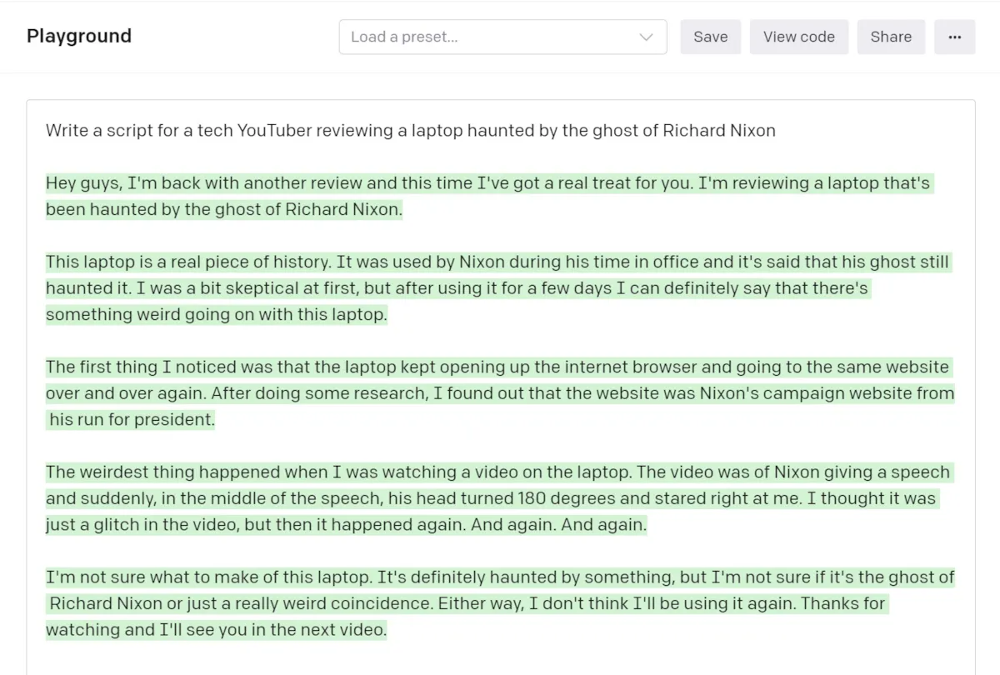 Playground
Load a preset...
Save
View code
Share
...
Write a script for a tech YouTuber reviewing a laptop haunted by the ghost of Richard Nixon
Hey guys, I'm back with another review and this time I've got a real treat for you. I'm reviewing a laptop that's
been haunted by the ghost of Richard Nixon.
This laptop is a real piece of history. It was used by Nixon during his time in office and it's said that his ghost still
haunted it. I was a bit skeptical at first, but after using it for a few days I can definitely say that there's
something weird going on with this laptop.
The first thing I noticed was that the laptop kept opening up the internet browser and going to the same website
over and over again. After doing some research, I found out that the website was Nixon's campaign website from
his run for president.
The weirdest thing happened when I was watching a video on the laptop. The video was of Nixon giving a speech
and suddenly, in the middle of the speech, his head turned 180 degrees and stared right at me. I thought it was
just a glitch in the video, but then it happened again. And again. And again.
I'm not sure what to make of this laptop. It's definitely haunted by something, but I'm not sure if it's the ghost of
Richard Nixon or just a really weird coincidence. Either way, I don't think I'll be using it again. Thanks for
watching and I'll see you in the next video.